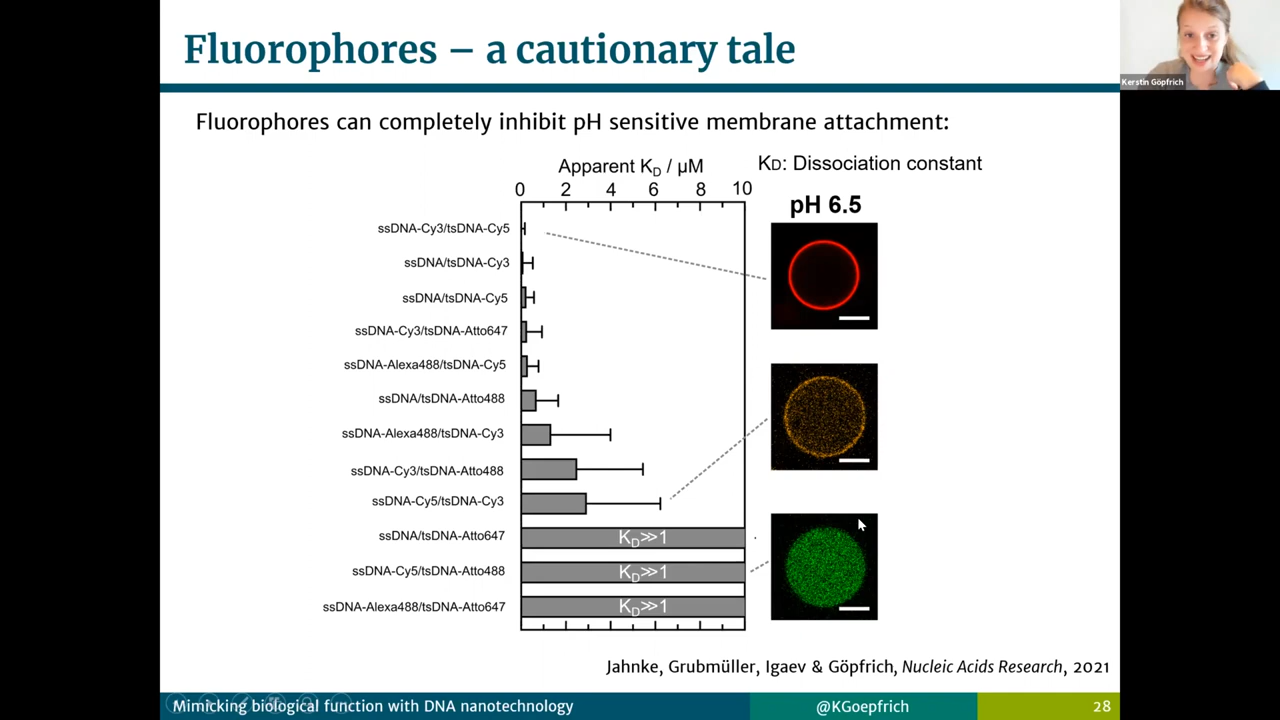 Fluorophores – a cautionary tale
Kerstin Göpfrich
Fluorophores can completely inhibit pH sensitive membrane attachment:
Apparent KD / µM
KD: Dissociation constant
0 2 4 6 8 10
pH 6.5
ssDNA-Cy3/tsDNA-Cy5
ssDNA/tsDNA-Cy3
ssDNA/tsDNA-Cy5
ssDNA-Cy3/tsDNA-Atto647
ssDNA-Alexa488/tsDNA-Cy5
ssDNA/tsDNA-Atto488
ssDNA-Alexa488/tsDNA-Cy3
ssDNA-Cy3/tsDNA-Atto488
ssDNA-Cy5/tsDNA-Cy3
ssDNA/tsDNA-Atto647
KD>>1
ssDNA-Cy5/tsDNA-Atto488
KD>>1
ssDNA-Alexa488/tsDNA-Atto647
KD>>1
Jahnke, Grubmüller, Igaev & Göpfrich, Nucleic Acids Research, 2021
Mimicking biological function with DNA nanotechnology
@KGoepfrich
28